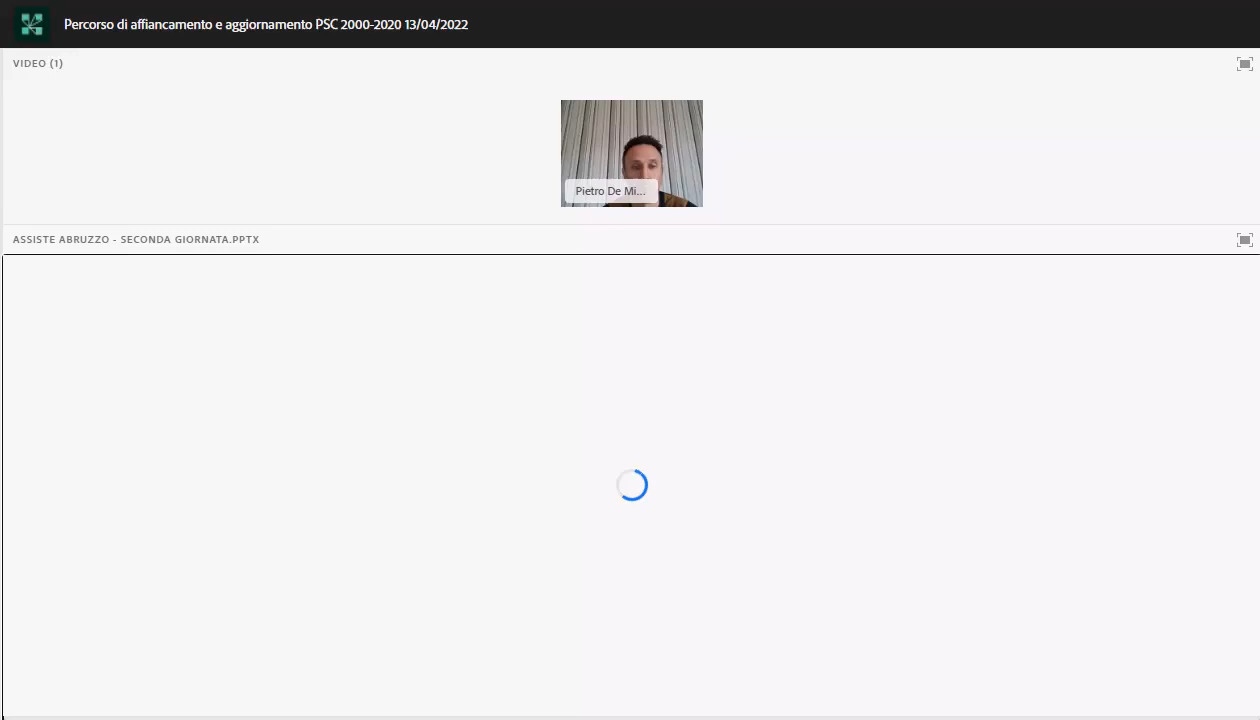 Percorso di affiancamento e aggiornamento PSC 2000-2020 13/04/2022
VIDEO (1)
Pietro De Mi...
ASSISTE ABRUZZO - SECONDA GIORNATA.PPTX